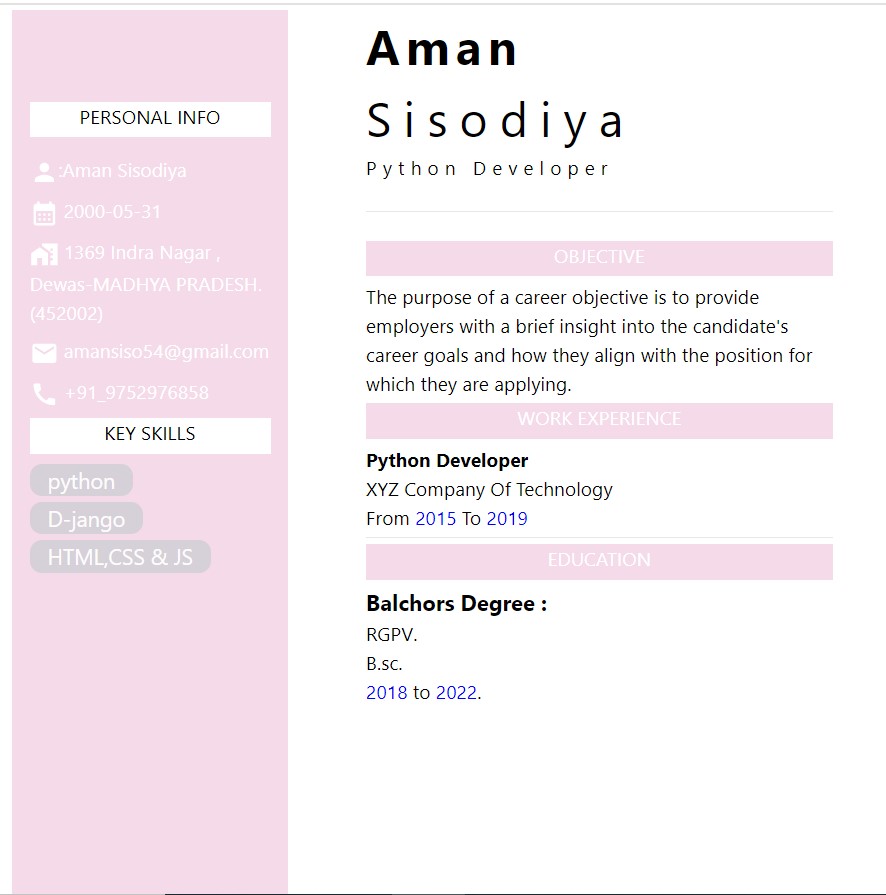 PERSONAL INFO
:Aman Sisodiya
2000-05-31
1369 Indra Nagar ,
Dewas-MADHYA PRADESH.
(452002)
amansiso54@gmail.com
+91_9752976858
KEY SKILLS
python
D-jango
HTML,CSS & JS
Aman
Sisodiya
Python Developer
OBJECTIVE
The purpose of a career objective is to provide
employers with a brief insight into the candidate's
career goals and how they align with the position for
which they are applying.
WORK EXPERIENCE
Python Developer
XYZ Company Of Technology
From 2015 To 2019
EDUCATION
Balchors Degree :
RGPV.
B.sc.
2018 to 2022.